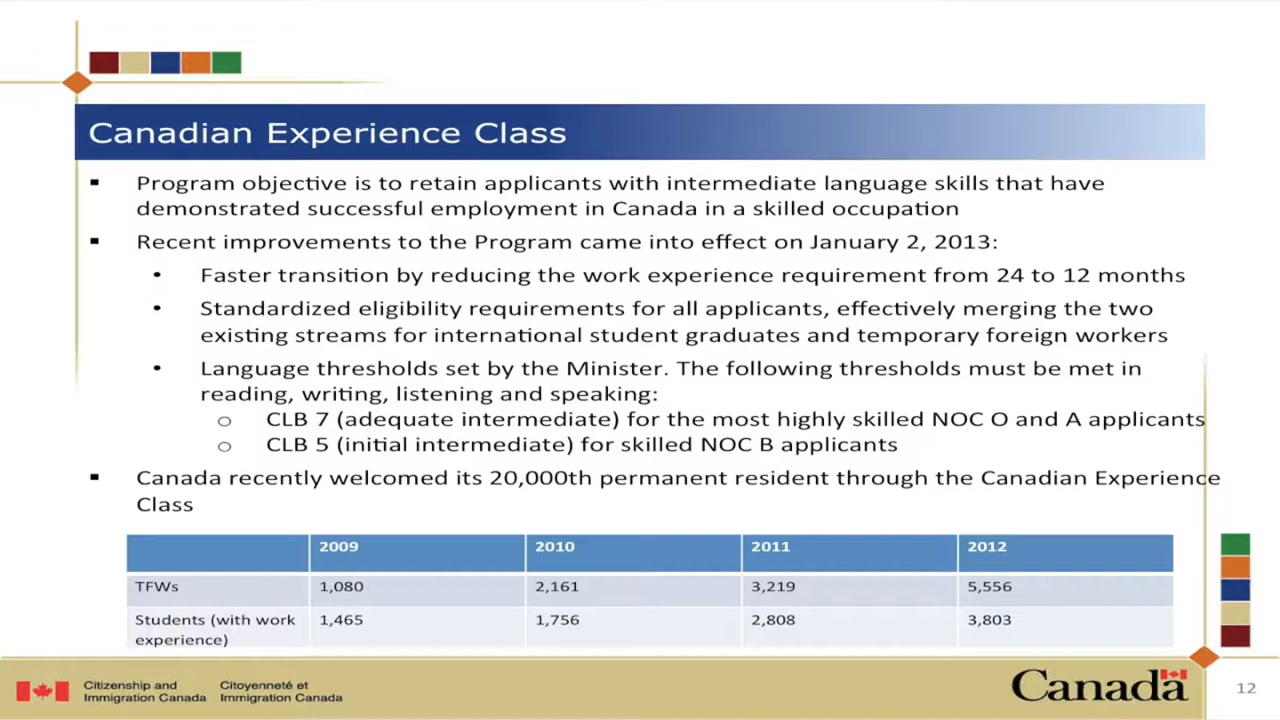 Canadian Experience Class
▪ Program objective is to retain applicants with intermediate language skills that have
demonstrated successful employment in Canada in a skilled occupation
▪ Recent improvements to the Program came into effect on January 2, 2013:
• Faster transition by reducing the work experience requirement from 24 to 12 months
• Standardized eligibility requirements for all applicants, effectively merging the two
existing streams for international student graduates and temporary foreign workers
• Language thresholds set by the Minister. The following thresholds must be met in
reading, writing, listening and speaking:
o CLB 7 (adequate intermediate) for the most highly skilled NOC O and A applicants
o CLB 5 (initial intermediate) for skilled NOC B applicants
▪ Canada recently welcomed its 20,000th permanent resident through the Canadian Experience
Class
2009 2010 2011 2012
TFWs 1,080 2,161 3,219 5,556
Students (with work 1,465 1,756 2,808 3,803
experience)
Citizenship and Citoyenneté et
Immigration Canada Immigration Canada
Canada
12